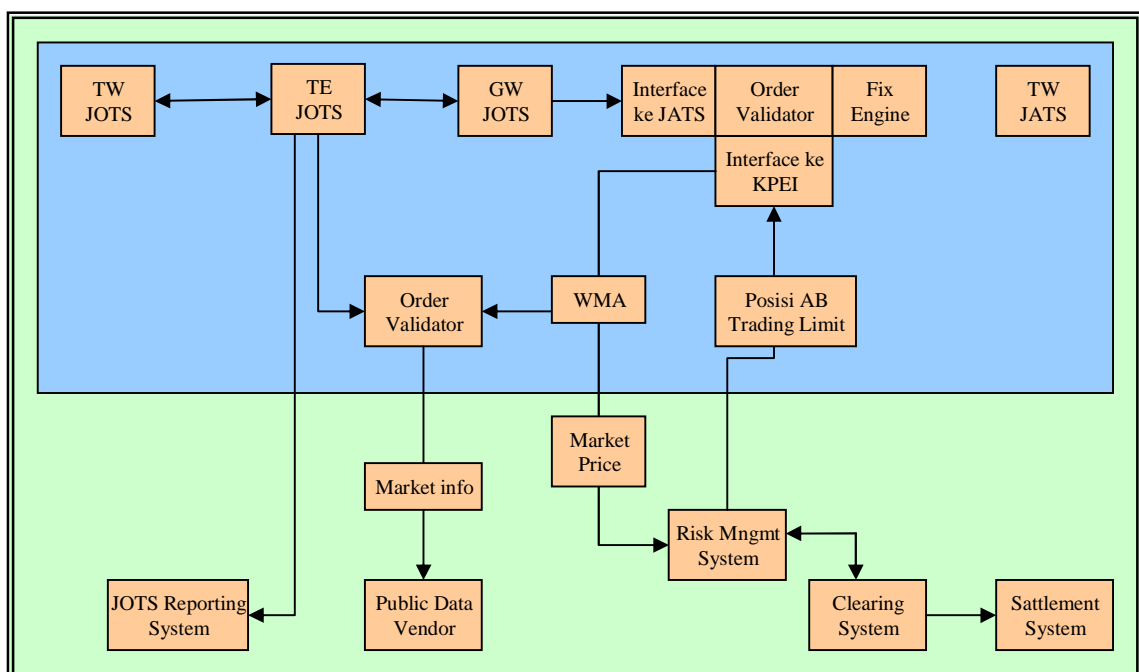 TW
JOTS
TE
JOTS
GW
JOTS
Interface
ke JATS
Order
Validator
Fix
Engine
TW
JATS
Interface ke
KPEI
Order
Validator
WMA
Posisi AB
Trading Limit
Market
Price
Market info
Risk Mngmt
System
JOTS Reporting
System
Public Data
Vendor
Clearing
System
Sattlement
System